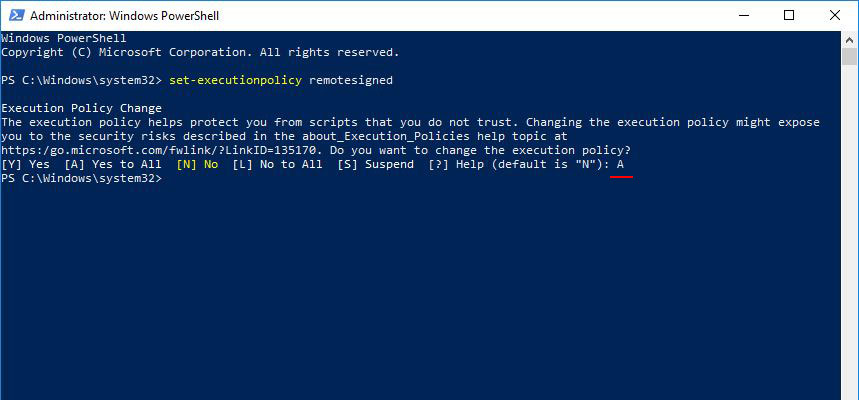 Administrator: Windows PowerShell
Windows PowerShell
Copyright (C) Microsoft Corporation. All rights reserved.
PS C:\Windows\system32> set-executionpolicy remotesigned
Execution Policy Change
The execution policy helps protect you from scripts that you do not trust. Changing the execution policy might expose
you to the security risks described in the about_Execution_Policies help topic at
https:/go.microsoft.com/fwlink/?LinkID=135170. Do you want to change the execution policy?
[Y] Yes  [A] Yes to All  [N] No  [L] No to All  [S] Suspend  [?] Help (default is "N"): A
PS C:\Windows\system32>